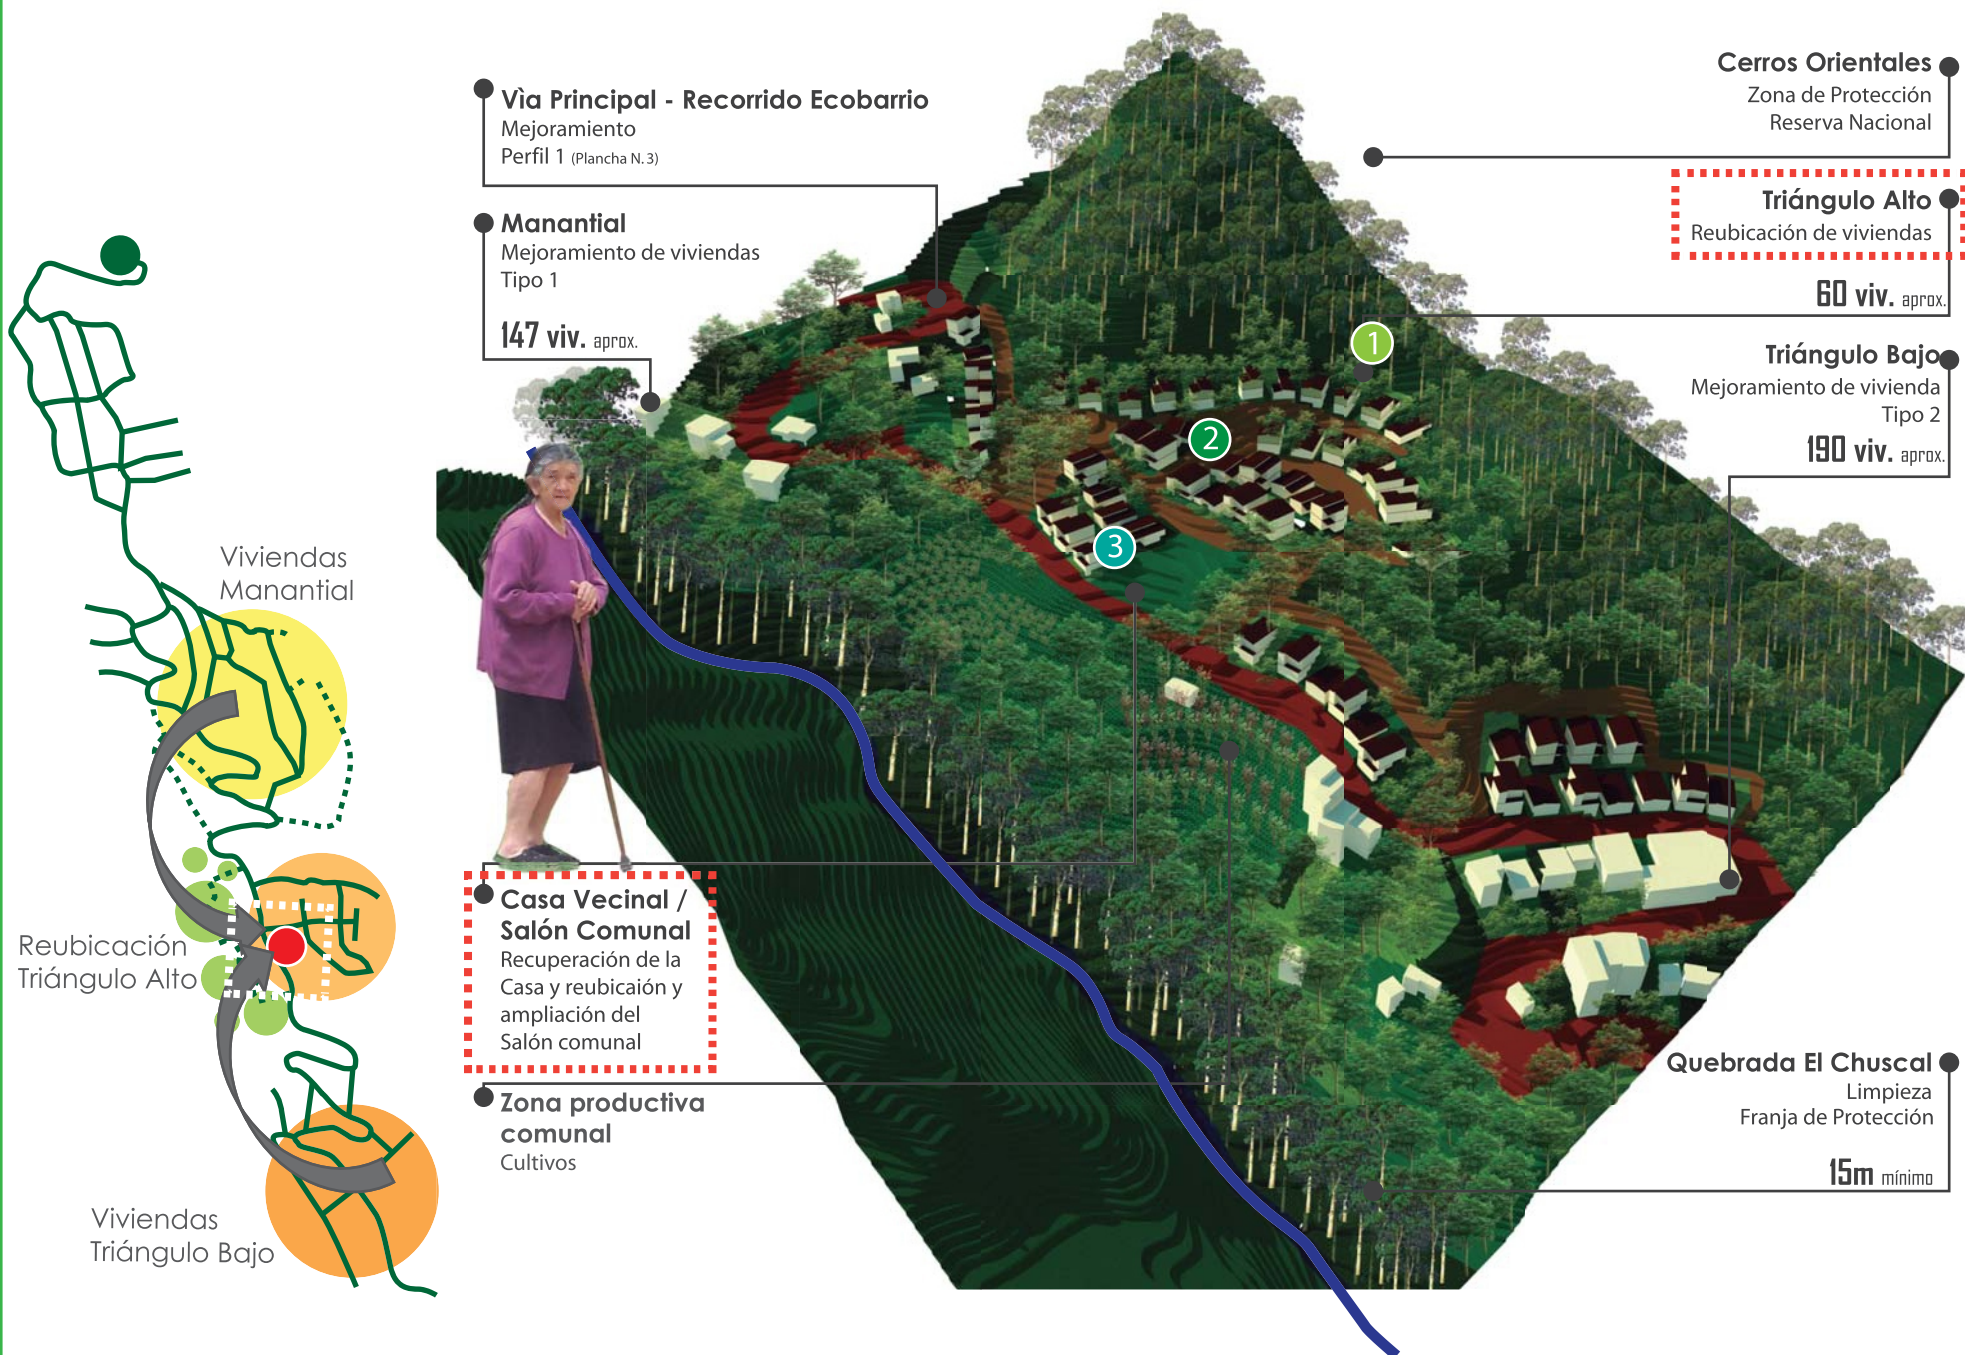 Vìa Principal - Recorrido Ecobarrio
Mejoramiento
Perfil 1 (Plancha N. 3)
Manantial
Mejoramiento de viviendas
Tipo 1
147 viv. aprox.
Cerros Orientales
Zona de Protección
Reserva Nacional
Triángulo Alto
Reubicación de viviendas
60 viv. aprox.
Triángulo Bajo
Mejoramiento de vivienda
Tipo 2
190 viv. aprox.
1
2
3
Viviendas
Manantial
Reubicación
Triángulo Alto
Viviendas
Triángulo Bajo
Casa Vecinal /
Salón Comunal
Recuperación de la
Casa y reubicaión y
ampliación del
Salón comunal
Zona productiva
comunal
Cultivos
Quebrada El Chuscal
Limpieza
Franja de Protección
15m mínimo